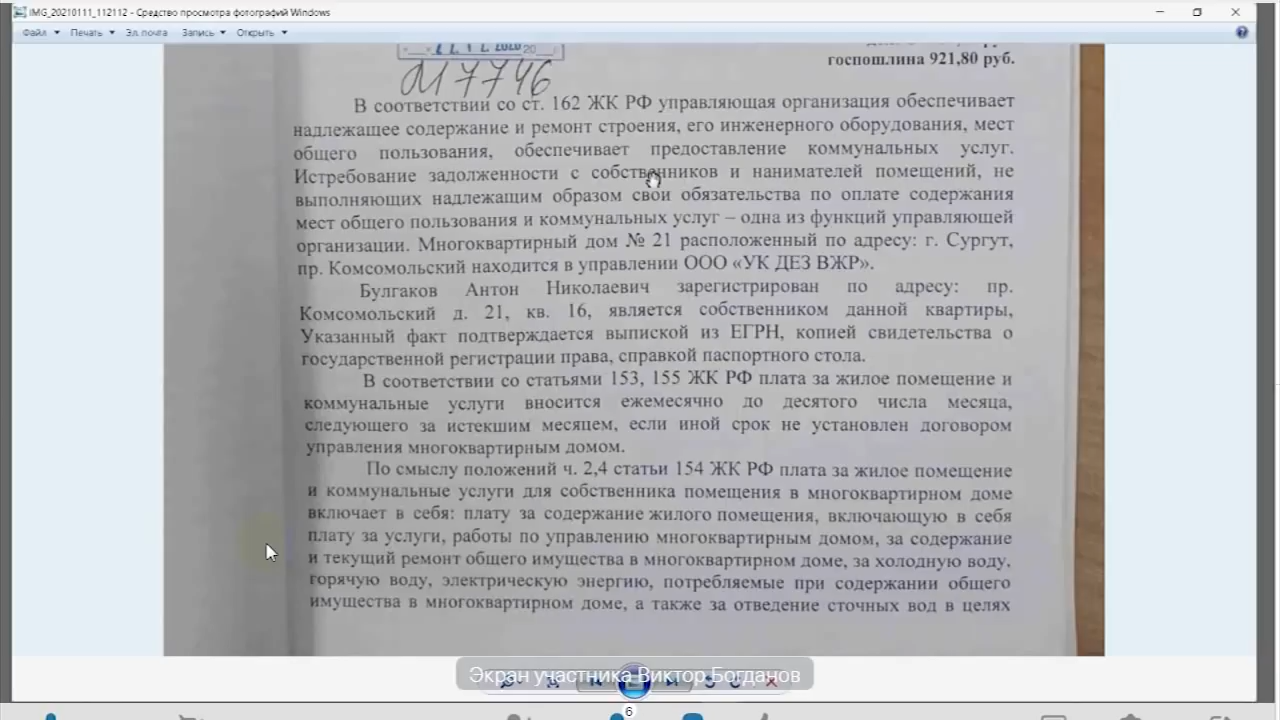 IMG_20210111_112112 - Средство просмотра фотографий Windows
Файл Печать Эл. почта Запись Открыть
госпошлина 921,80 руб.
В соответствии со ст. 162 ЖК РФ управляющая организация обеспечивает
надлежащее содержание и ремонт строения, его инженерного оборудования, мест
общего пользования, обеспечивает предоставление коммунальных услуг.
Истребование задолженности с собственников и нанимателей помещений, не
выполняющих надлежащим образом свои обязательства по оплате содержания
мест общего пользования и коммунальных услуг – одна из функций управляющей
организации. Многоквартирный дом № 21 расположенный по адресу: г. Сургут,
пр. Комсомольский находится в управлении ООО «УК ДЕЗ ВЖР».
Булгаков Антон Николаевич зарегистрирован по адресу: пр.
Комсомольский д. 21, кв. 16, является собственником данной квартиры,
Указанный факт подтверждается выпиской из ЕГРН, копией свидетельства о
государственной регистрации права, справкой паспортного стола.
В соответствии со статьями 153, 155 ЖК РФ плата за жилое помещение и
коммунальные услуги вносится ежемесячно до десятого числа месяца,
следующего за истекшим месяцем, если иной срок не установлен договором
управления многоквартирным домом.
По смыслу положений ч. 2,4 статьи 154 ЖК РФ плата за жилое помещение
и коммунальные услуги для собственника помещения в многоквартирном доме
включает в себя: плату за содержание жилого помещения, включающую в себя
плату за услуги, работы по управлению многоквартирным домом, за содержание
и текущий ремонт общего имущества в многоквартирном доме, за холодную воду,
горячую воду, электрическую энергию, потребляемые при содержании общего
имущества в многоквартирном доме, а также за отведение сточных вод в целях
Экран участника Виктор Богданов
6